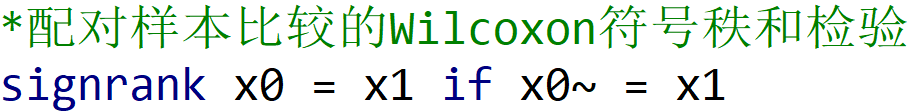 *配对样本比较的Wilcoxon符号秩和检验
signrank x0 = x1 if x0~ = x1